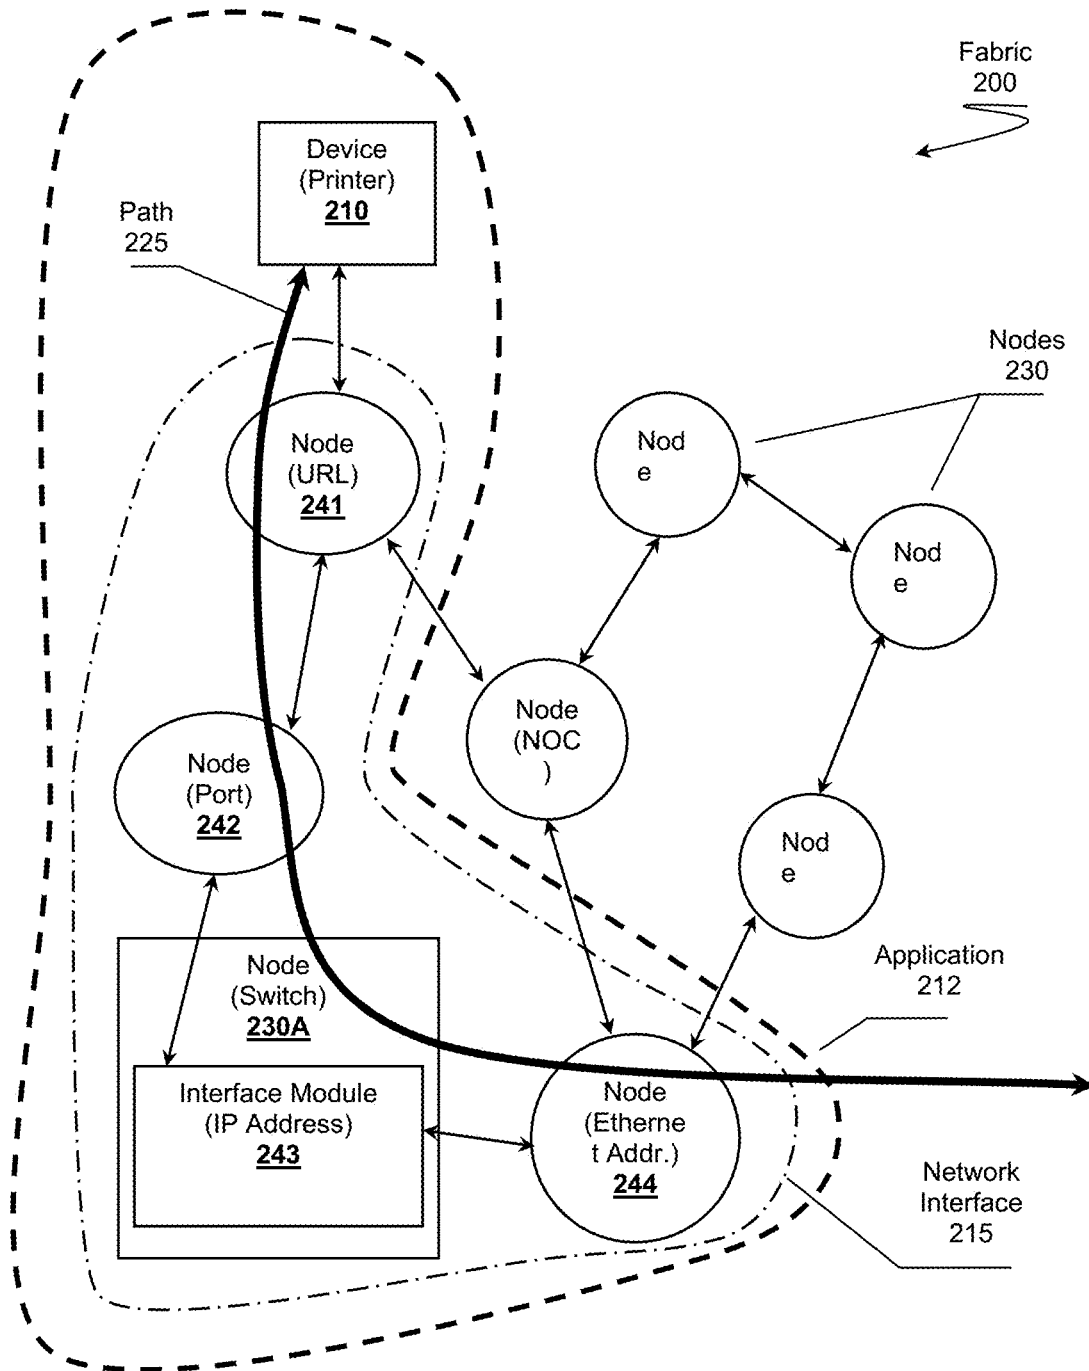 Fabric
200
Device
(Printer)
210
Path
225
Nodes
230
Node
(URL)
241
Nod
e
Nod
e
Node
(NOC
)
Node
(Port)
242
Nod
e
Application
212
Node
(Switch)
230A
Interface Module
(IP Address)
243
Node
(Etherne
t Addr.)
244
Network
Interface
215